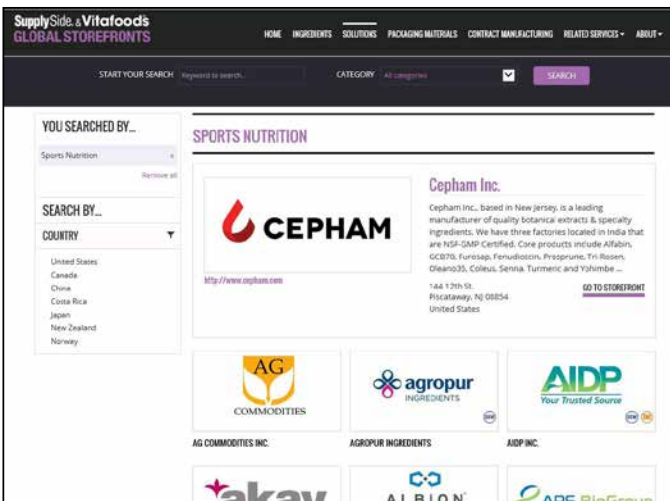 SupplySide & Vitafoods
GLOBAL STOREFRONTS
HOME INGREDIENTS SOLUTIONS PACKAGING MATERIALS CONTRACT MANUFACTURING RELATED SERVICES ABOUT
START YOUR SEARCH Keyword to search... CATEGORY All categories SEARCH
YOU SEARCHED BY...
Sports Nutrition x
Remove all
SEARCH BY...
COUNTRY
United States
Canada
China
Costa Rica
Japan
New Zealand
Norway
SPORTS NUTRITION
CEPHAM
http://www.cepham.com
Cepham Inc.
Cepham Inc., based in New Jersey, is a leading
manufacturer of quality botanical extracts & specialty
ingredients. We have three factories located in India that
are NSF-GMP Certified. Core products include Alfabin,
GCB70, Furosap, Fenudioscin, Prosprune, Tri-Rosen,
Oleano35, Coleus, Senna, Turmeric and Yohimbe ...
144 17th St.
Piscataway, NJ 08854
United States
GO TO STOREFRONT
AG
COMMODITIES
agropur
INGREDIENTS
AIDP
Your Trusted Source
AG COMMODITIES INC.
AGROPUR INGREDIENTS
AIDP INC.
akay
ALBION
APS BioGroup